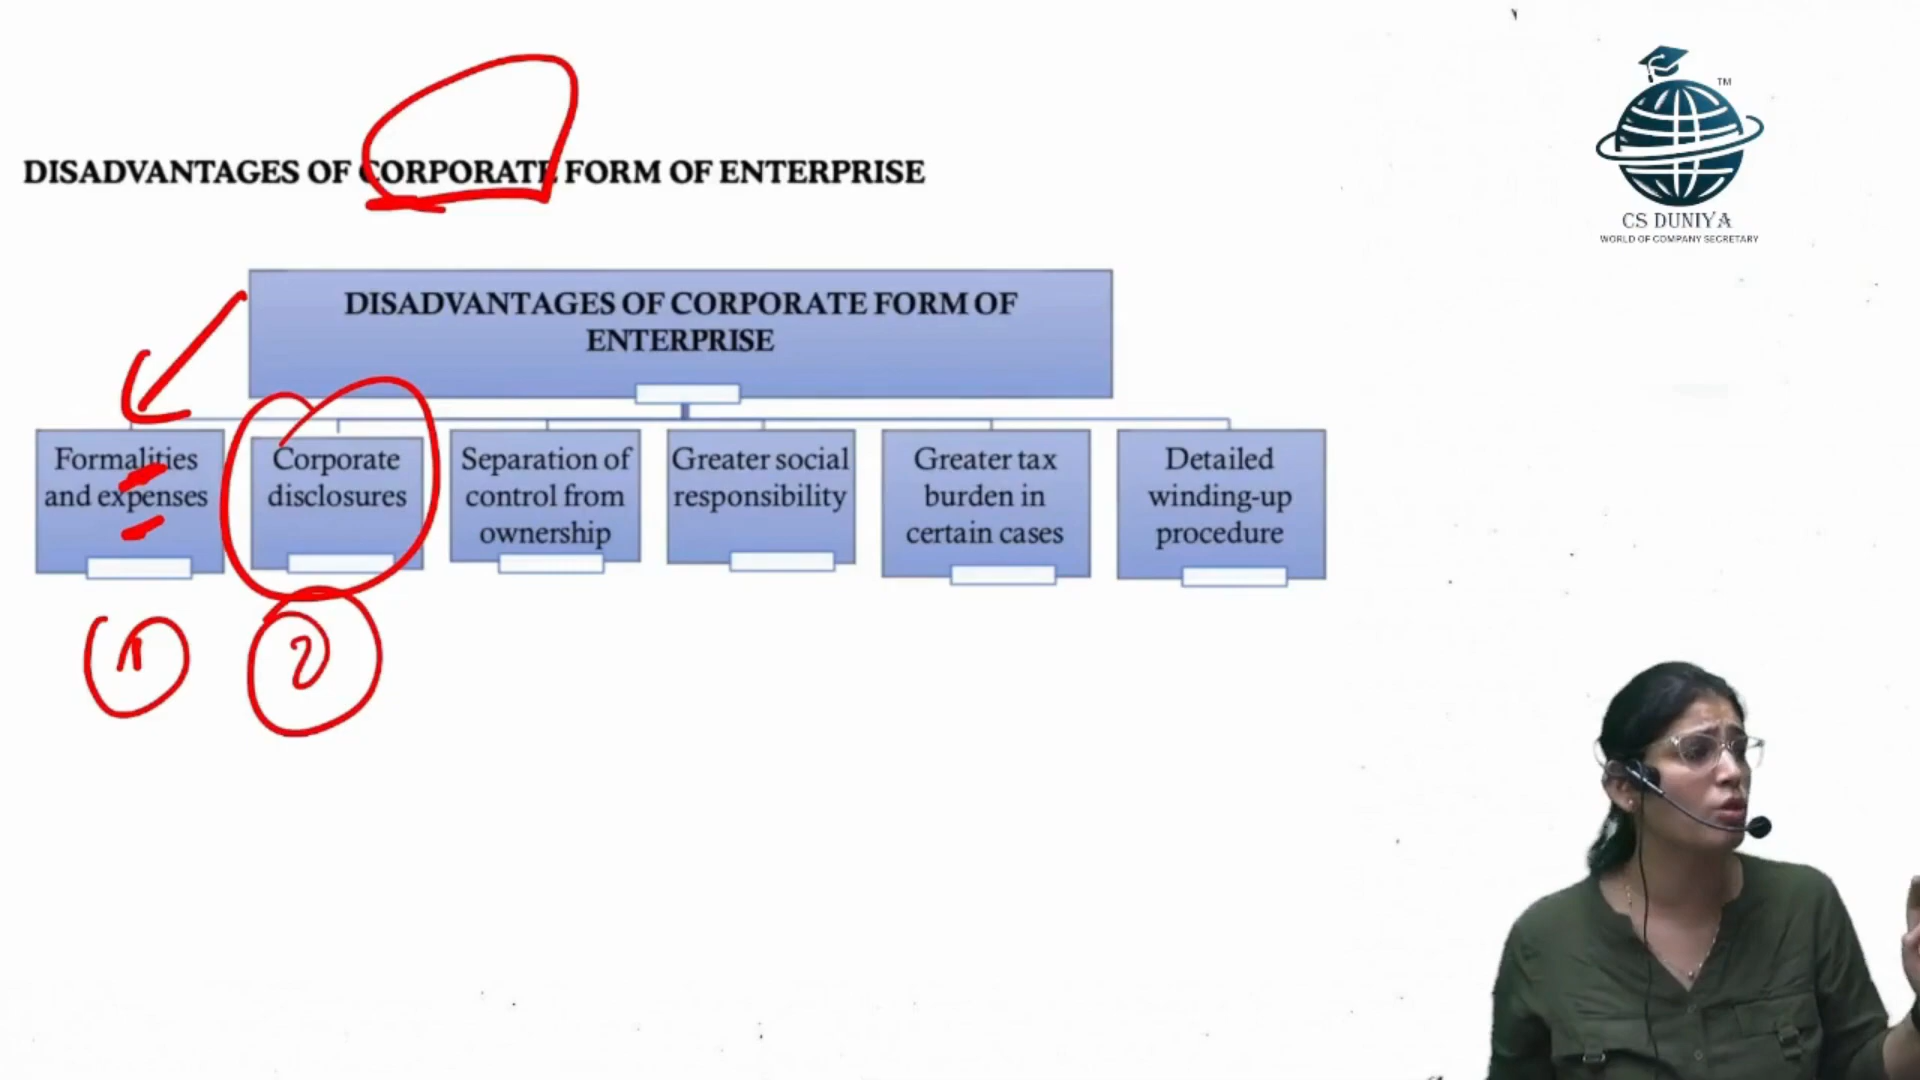 TM
CS DUNIYA
WORLD OF COMPANY SECRETARY
DISADVANTAGES OF CORPORATE FORM OF ENTERPRISE
DISADVANTAGES OF CORPORATE FORM OF
ENTERPRISE
Formalities
and expenses
Corporate
disclosures
Separation of
control from
ownership
Greater social
responsibility
Greater tax
burden in
certain cases
Detailed
winding-up
procedure
1
2